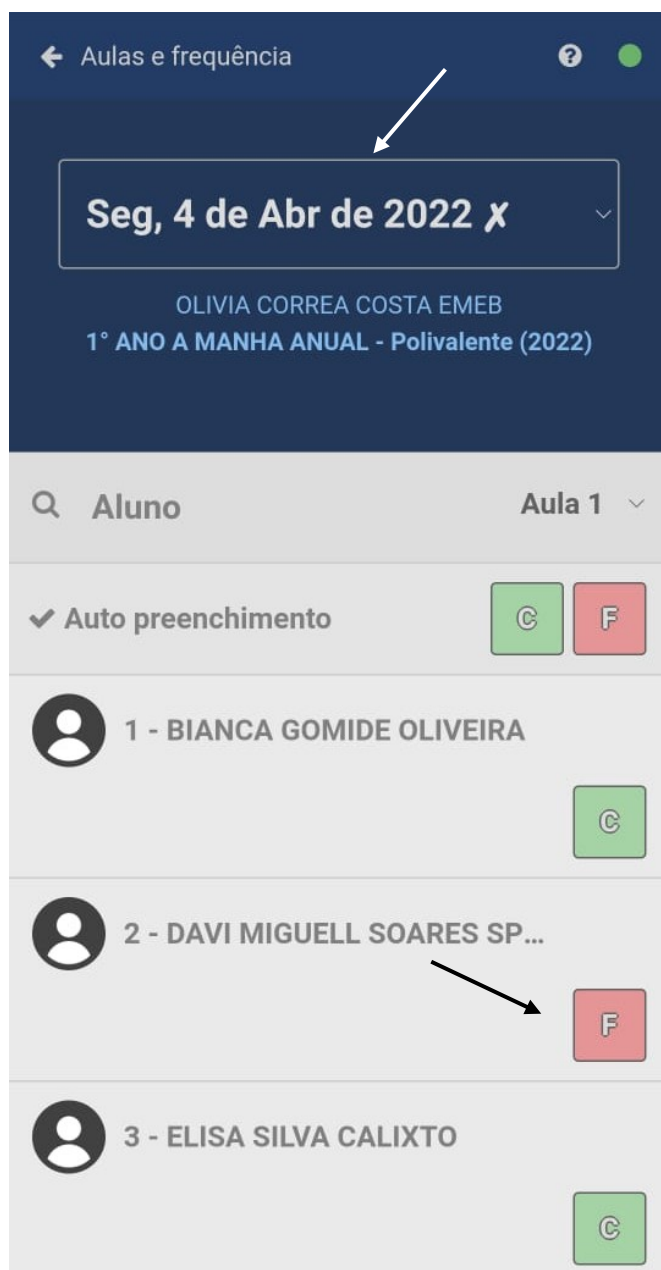 Aulas e frequência
Seg, 4 de Abr de 2022 ✗
OLIVIA CORREA COSTA EMEB
1° ANO A MANHA ANUAL - Polivalente (2022)
Aluno Aula 1
Auto preenchimento C F
1 - BIANCA GOMIDE OLIVEIRA
C
2 - DAVI MIGUELL SOARES SP...
F
3 - ELISA SILVA CALIXTO
C